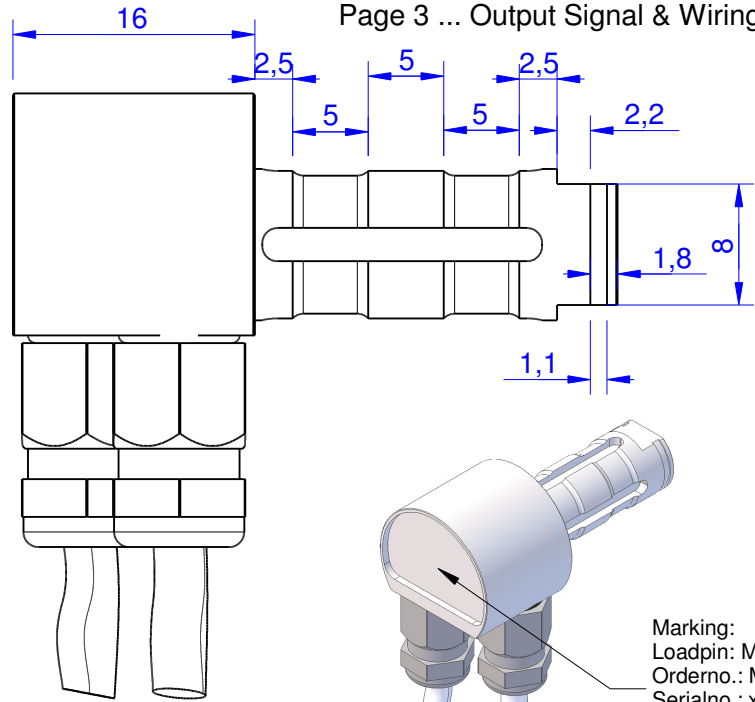 Page 3 ... Output Signal & Wiring
16
2,5
5
2,5
5
5
2,2
8
1,8
1,1
Marking:
Loadpin: M
Orderno.: M
Serialno.: x